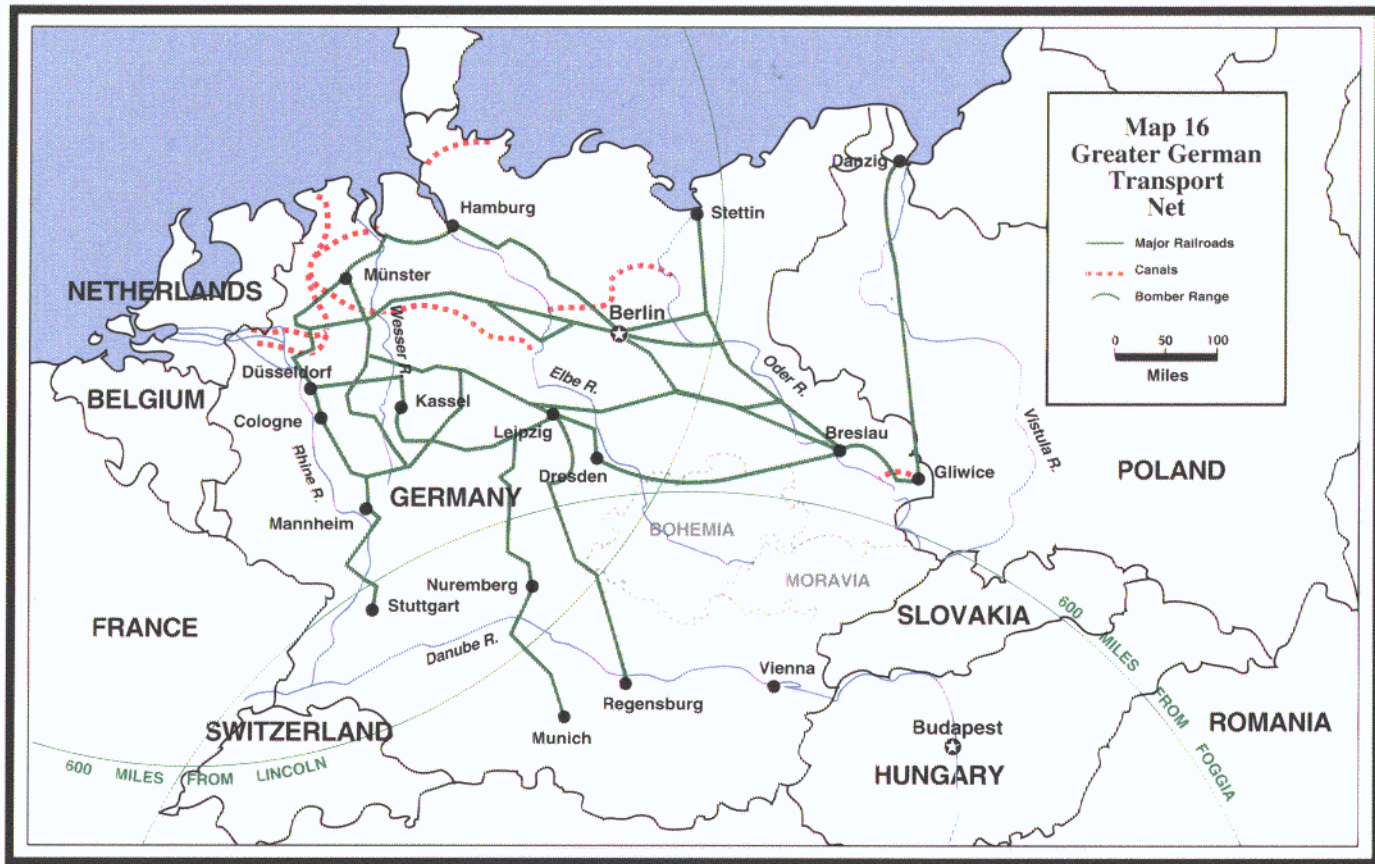 Map 16
Greater German
Transport
Net
Major Railroads
Canals
Bomber Range
0 50 100
Miles
Danzig
Hamburg
Stettin
Münster
NETHERLANDS
Berlin
Wesser R.
Düsseldorf
Elbe R.
Oder R.
BELGIUM
Kassel
Cologne
Leipzig
Breslau
Vistula R.
Rhine R.
Dresden
Gliwice
POLAND
GERMANY
Mannheim
BOHEMIA
Nuremberg
MORAVIA
Stuttgart
SLOVAKIA
FRANCE
Danube R.
Vienna
Regensburg
SWITZERLAND
Munich
Budapest
ROMANIA
HUNGARY
600 MILES FROM LINCOLN
600 MILES FROM FOGGIA